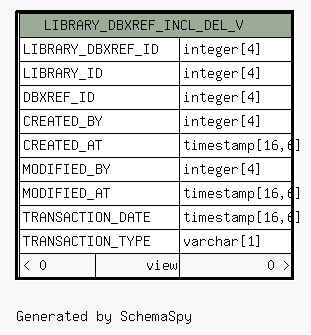 LIBRARY_DBXREF_INCL_DEL_V
LIBRARY_DBXREF_ID integer[4]
LIBRARY_ID integer[4]
DBXREF_ID integer[4]
CREATED_BY integer[4]
CREATED_AT timestamp[16,6]
MODIFIED_BY integer[4]
MODIFIED_AT timestamp[16,6]
TRANSACTION_DATE timestamp[16,6]
TRANSACTION_TYPE varchar[1]
< 0 view 0 >
Generated by SchemaSpy